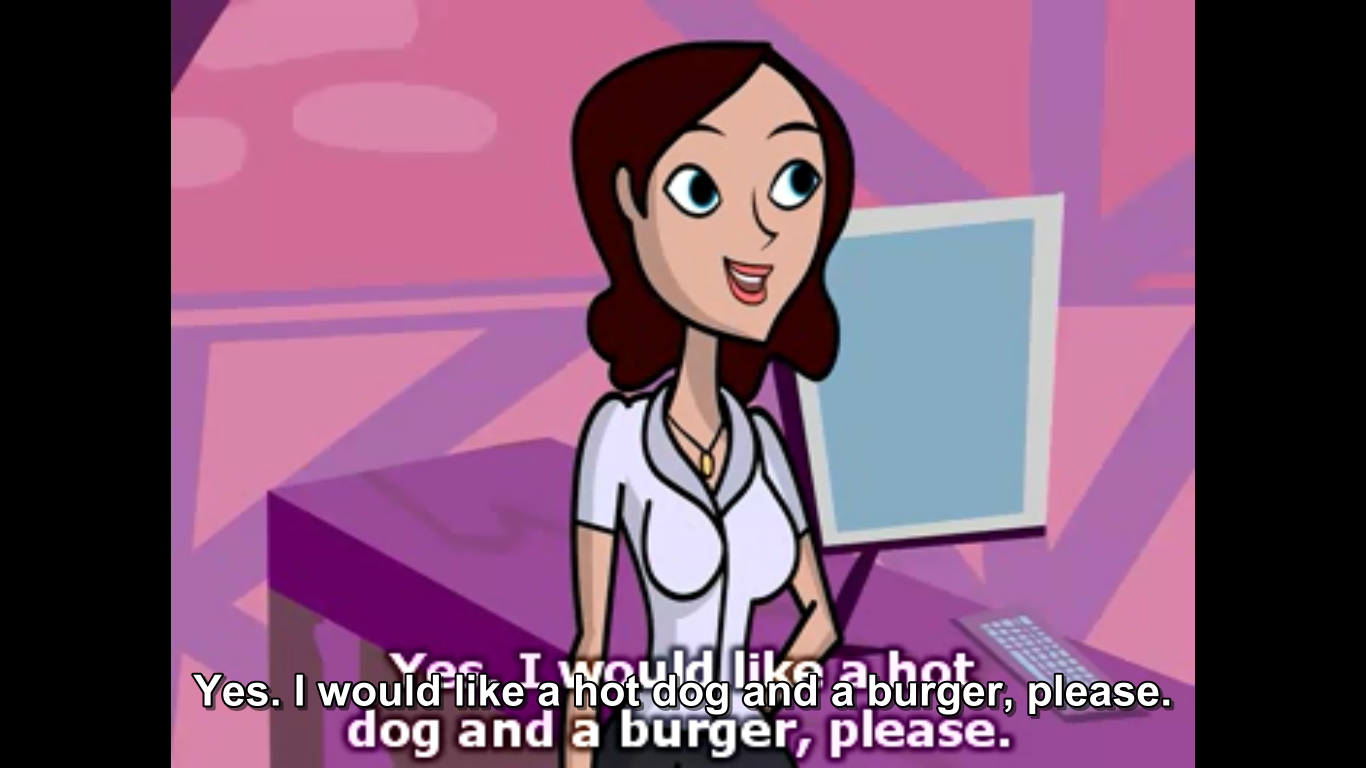 Yes. I would like a hot
Yes. I would like a hot dog and a burger, please.
dog and a burger, please.